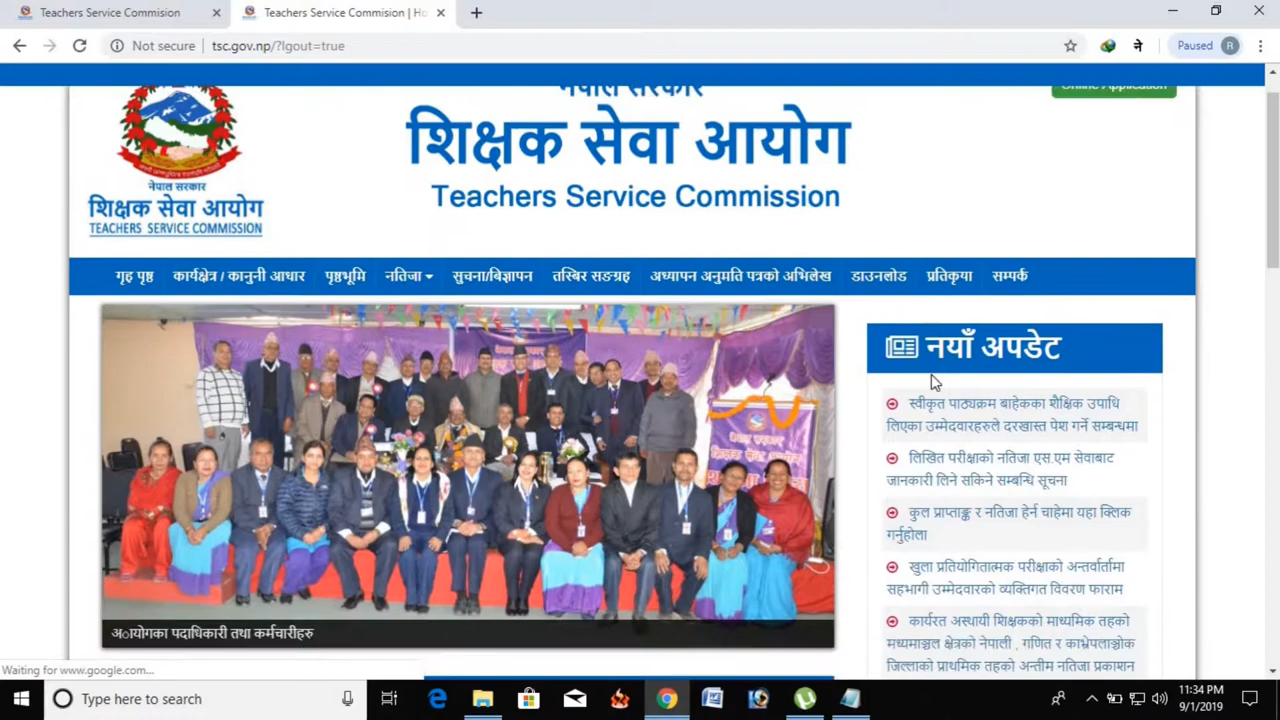 Teachers Service Commision
Teachers Service Commision | Ho
Not secure
tsc.gov.np/?lgout=true
ने
Paused
R
नेपाल सरकार
Online Application
शिक्षक सेवा आयोग
Teachers Service Commission
नेपाल सरकार
शिक्षक सेवा आयोग
TEACHERS SERVICE COMMISSION
गृह पृष्ठ
कार्यक्षेत्र / कानुनी आधार
पृष्ठभूमि
नतिजा
सुचना/बिज्ञापन
तस्बिर सङग्रह
अध्यापन अनुमति पत्रको अभिलेख
डाउनलोड
प्रतिकृया
सम्पर्क
नयाँ अपडेट
स्वीकृत पाठ्यक्रम बाहेकका शैक्षिक उपाधि
लिएका उम्मेदवारहरुले दरखास्त पेश गर्ने सम्बन्धमा
लिखित परीक्षाको नतिजा एस.एम सेवाबाट
जानकारी लिने सकिने सम्बन्धि सूचना
कुल प्राप्ताङ्क र नतिजा हेर्न चाहेमा यहा क्लिक
गर्नुहोला
खुला प्रतियोगितात्मक परीक्षाको अन्तर्वार्तामा
सहभागी उम्मेदवारको व्यक्तिगत विवरण फाराम
कार्यरत अस्थायी शिक्षकको माध्यमिक तहको
मध्यमाञ्चल क्षेत्रको नेपाली , गणित र काभ्रेपलाञ्चोक
जिल्लाको प्राथमिक तहको अन्तीम नतिजा प्रकाशन
अायोगका पदाधिकारी तथा कर्मचारीहरु
Waiting for www.google.com...
Type here to search
11:34 PM
9/1/2019